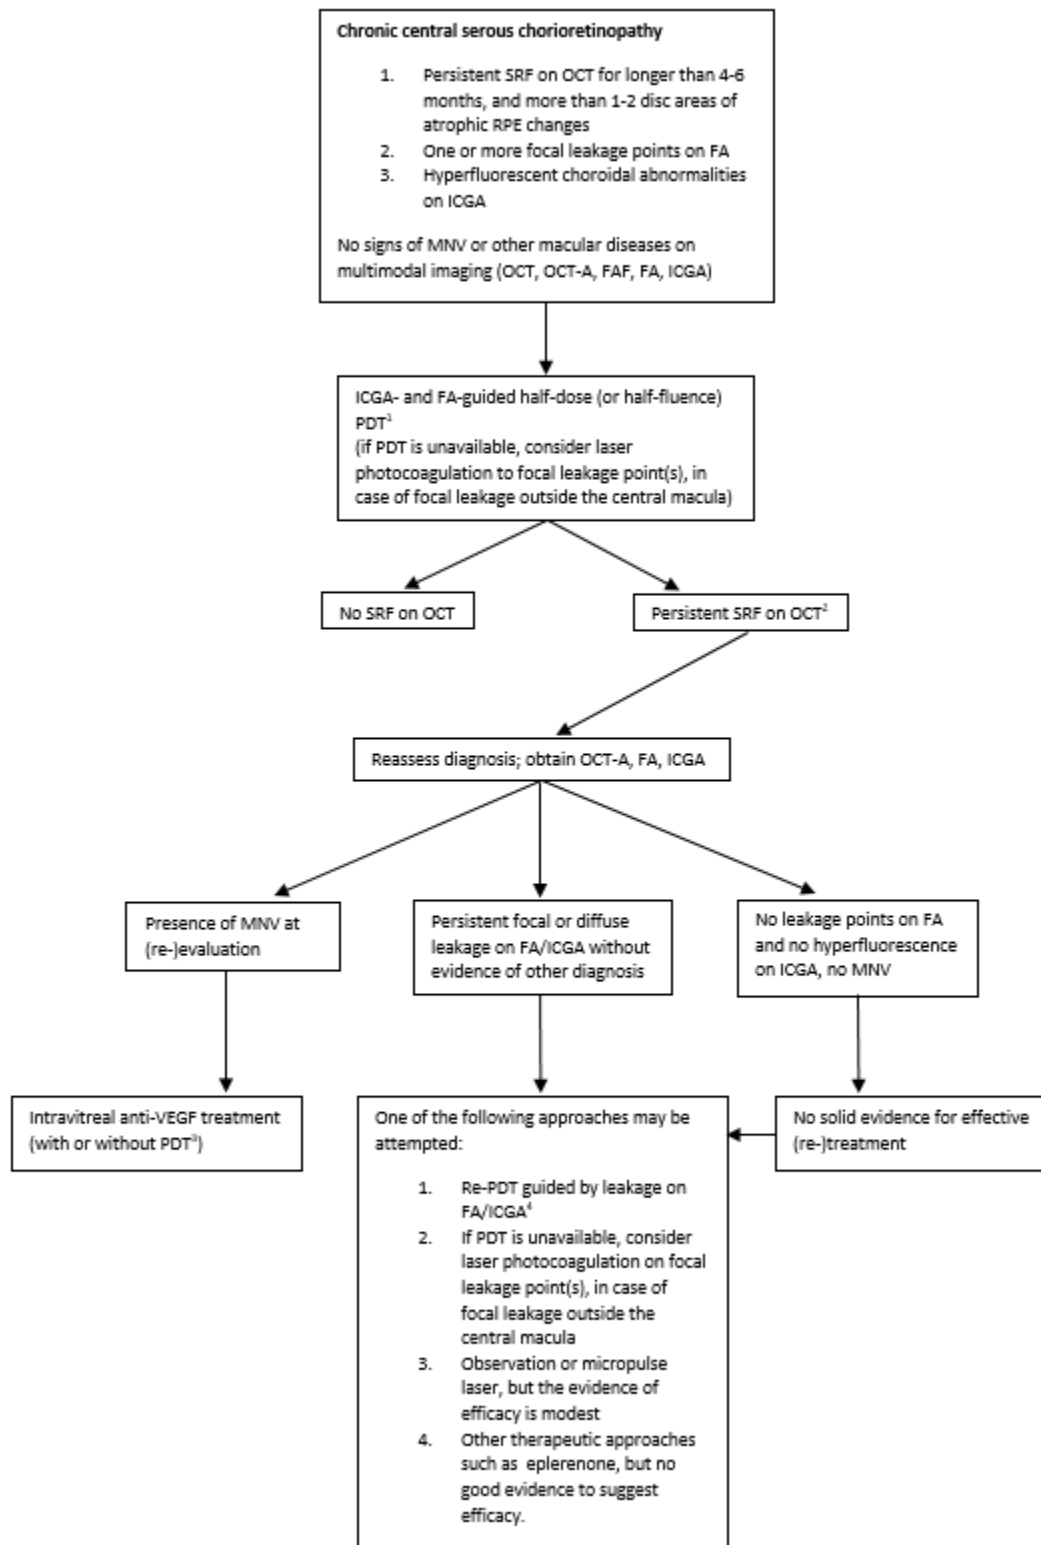 Chronic central serous chorioretinopathy
1. Persistent SRF on OCT for longer than 4-6
months, and more than 1-2 disc areas of
atrophic RPE changes
2. One or more focal leakage points on FA
3. Hyperfluorescent choroidal abnormalities
on ICGA
No signs of MNV or other macular diseases on
multimodal imaging (OCT, OCT-A, FAF, FA, ICGA)
ICGA- and FA-guided half-dose (or half-fluence)
PDT¹
(if PDT is unavailable, consider laser
photocoagulation to focal leakage point(s), in
case of focal leakage outside the central macula)
No SRF on OCT
Persistent SRF on OCT²
Reassess diagnosis; obtain OCT-A, FA, ICGA
Presence of MNV at
(re-)evaluation
Persistent focal or diffuse
leakage on FA/ICGA without
evidence of other diagnosis
No leakage points on FA
and no hyperfluorescence
on ICGA, no MNV
Intravitreal anti-VEGF treatment
(with or without PDT³)
One of the following approaches may be
attempted:
1. Re-PDT guided by leakage on
FA/ICGA⁴
2. If PDT is unavailable, consider
laser photocoagulation on focal
leakage point(s), in case of
focal leakage outside the
central macula
3. Observation or micropulse
laser, but the evidence of
efficacy is modest
4. Other therapeutic approaches
such as eplerenone, but no
good evidence to suggest
efficacy.
No solid evidence for effective
(re-)treatment